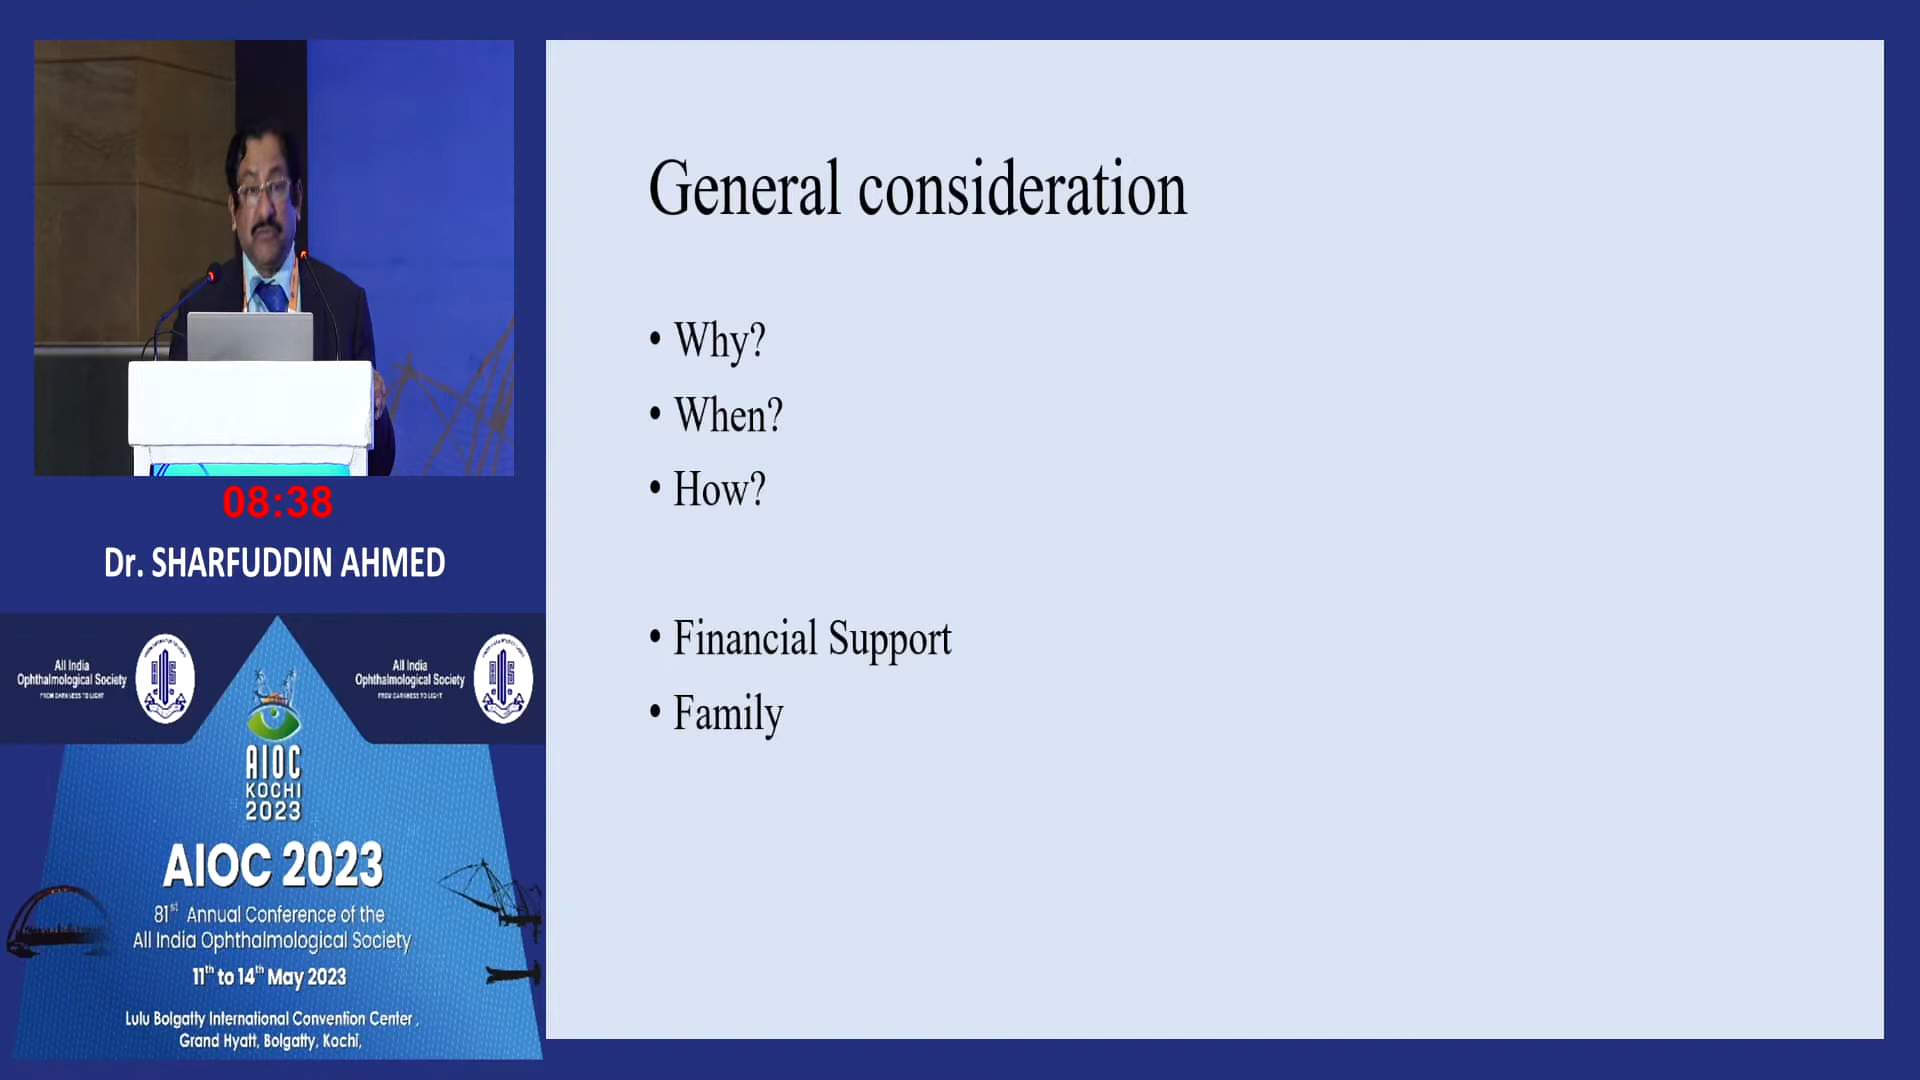 08:38
Dr. SHARFUDDIN AHMED
All India
Ophthalmological Society
FROM DARKNESS TO LIGHT
All India
Ophthalmological Society
FROM DARKNESS TO LIGHT
AIOC
KOCHI
2023
AIOC 2023
81st Annual Conference of the
All India Ophthalmological Society
11th to 14th May 2023
Lulu Bolgatty International Convention Center ,
Grand Hyatt, Bolgatty, Kochi,
General consideration
• Why?
• When?
• How?
• Financial Support
• Family